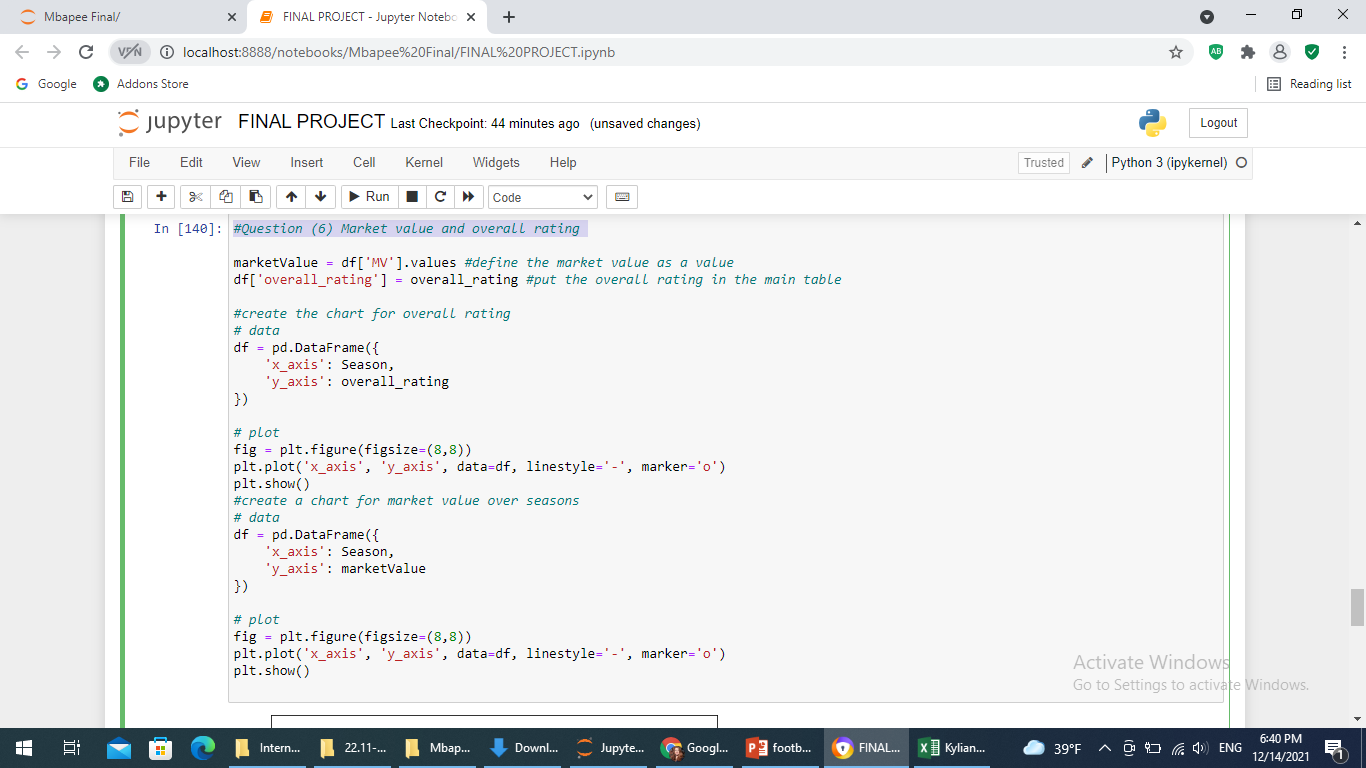 Mbapee Final/
FINAL PROJECT - Jupyter Notebo
VPN
localhost:8888/notebooks/Mbapee%20Final/FINAL%20PROJECT.ipynb
AB
Google
Addons Store
Reading list
jupyter FINAL PROJECT Last Checkpoint: 44 minutes ago (unsaved changes)
Logout
File Edit View Insert Cell Kernel Widgets Help
Trusted
Python 3 (ipykernel)
Run
Code
In [140]: #Question (6) Market value and overall rating
marketValue = df['MV'].values #define the market value as a value
df['overall_rating'] = overall_rating #put the overall rating in the main table
#create the chart for overall rating
# data
df = pd.DataFrame({
'x_axis': Season,
'y_axis': overall_rating
})
# plot
fig = plt.figure(figsize=(8,8))
plt.plot('x_axis', 'y_axis', data=df, linestyle='-', marker='o')
plt.show()
#create a chart for market value over seasons
# data
df = pd.DataFrame({
'x_axis': Season,
'y_axis': marketValue
})
# plot
fig = plt.figure(figsize=(8,8))
plt.plot('x_axis', 'y_axis', data=df, linestyle='-', marker='o')
plt.show()
Activate Windows
Go to Settings to activate Windows.
Intern...
22.11-...
Mbap...
Downl...
Jupyte...
Googl...
footb...
FINAL...
Kylian...
39°F
ENG
6:40 PM
12/14/2021
1